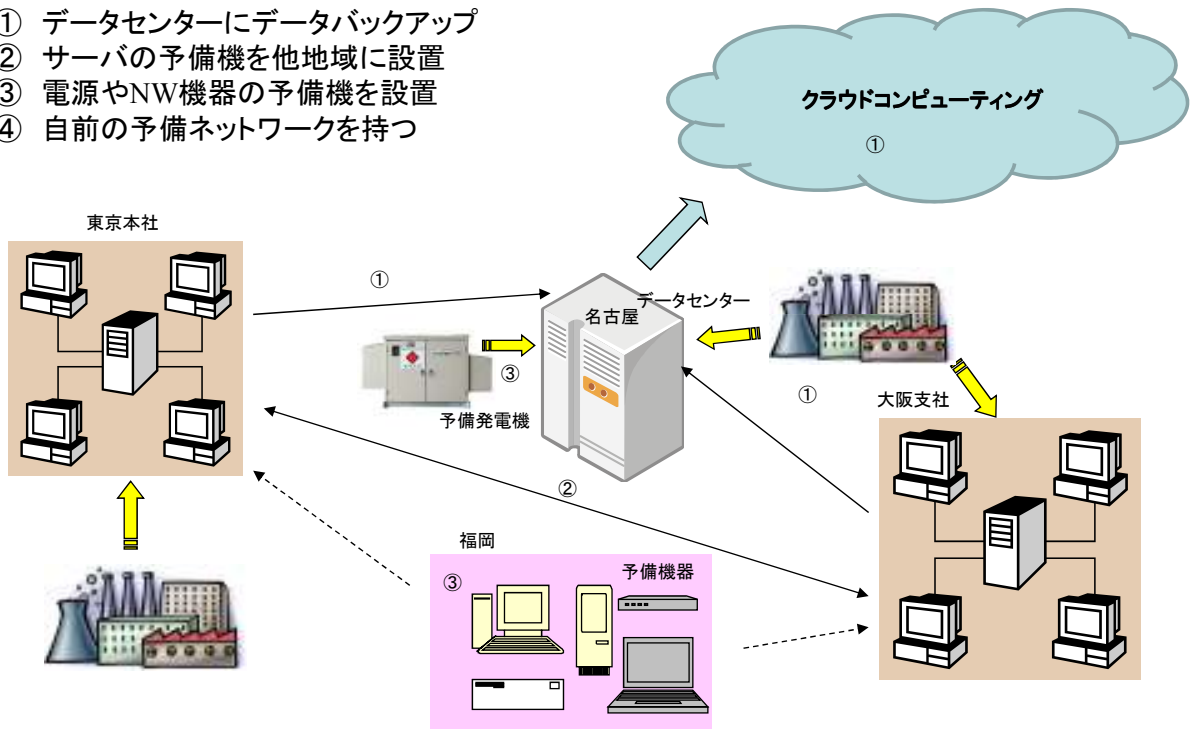 ① データセンターにデータバックアップ
② サーバの予備機を他地域に設置
③ 電源やNW機器の予備機を設置
④ 自前の予備ネットワークを持つ
クラウドコンピューティング
①
東京本社
①
データセンター
名古屋
③
予備発電機
①
大阪支社
②
福岡
③
予備機器